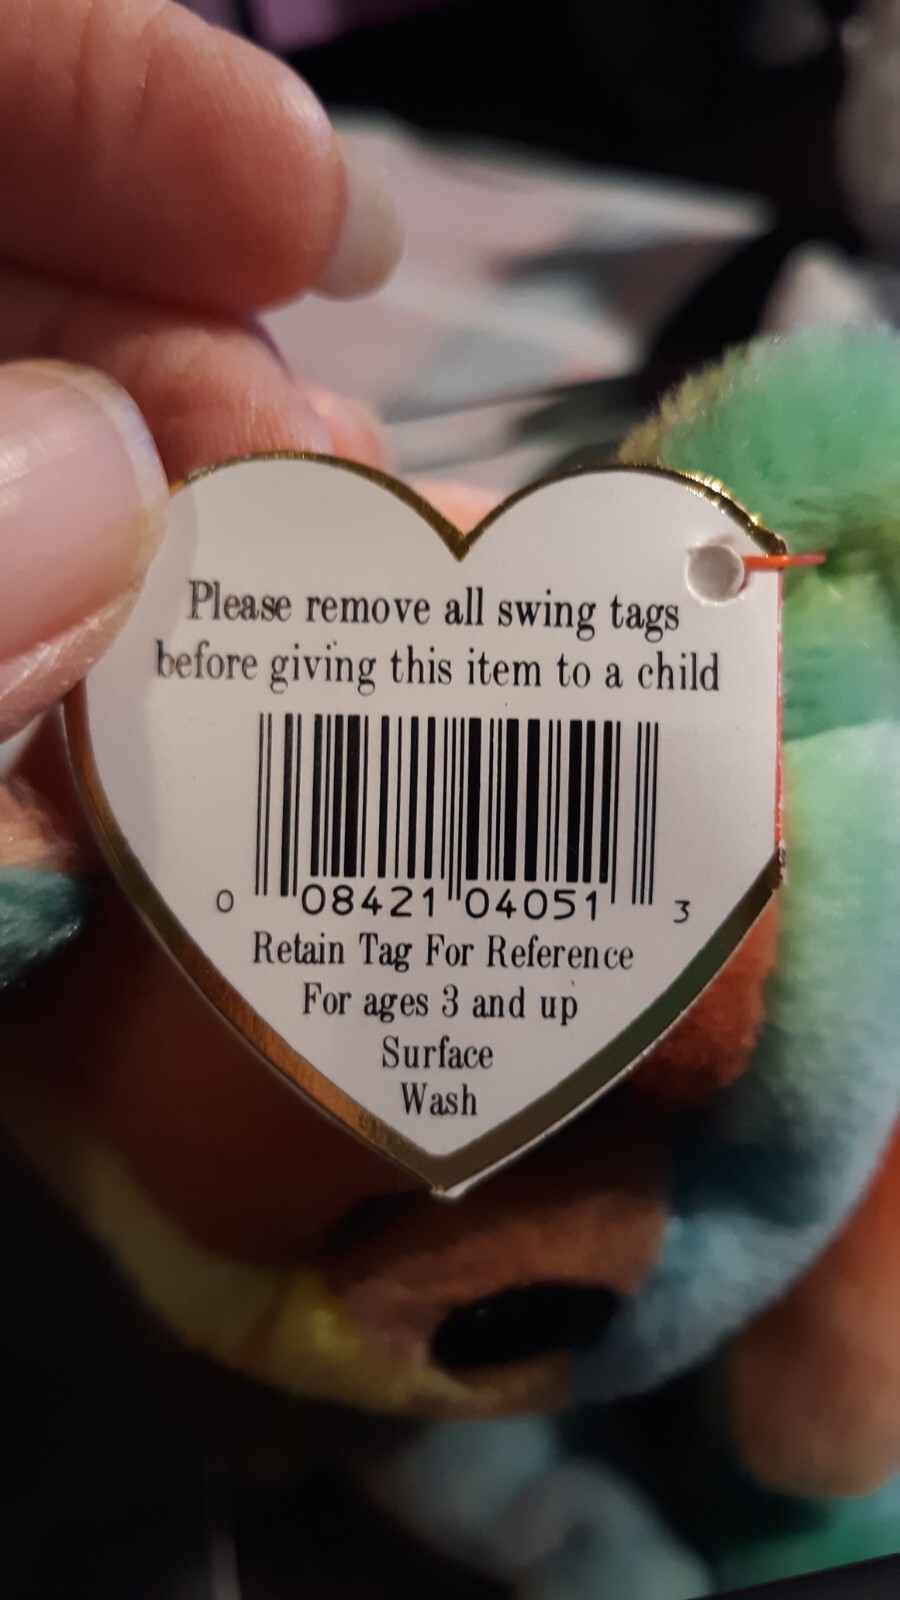 Please remove all swing tags
before giving this item to a child
0 08421 04051 3
Retain Tag For Reference
For ages 3 and up
Surface
Wash